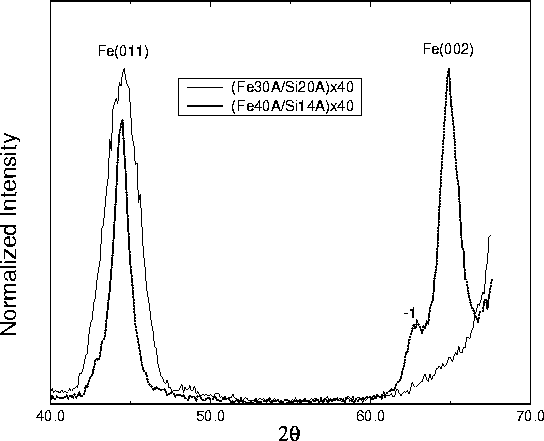 Fe(011)
Fe(002)
(Fe30A/Si20A)x40
(Fe40A/Si14A)x40
Normalized Intensity
-1
40.0 50.0 60.0 70.0
2θ